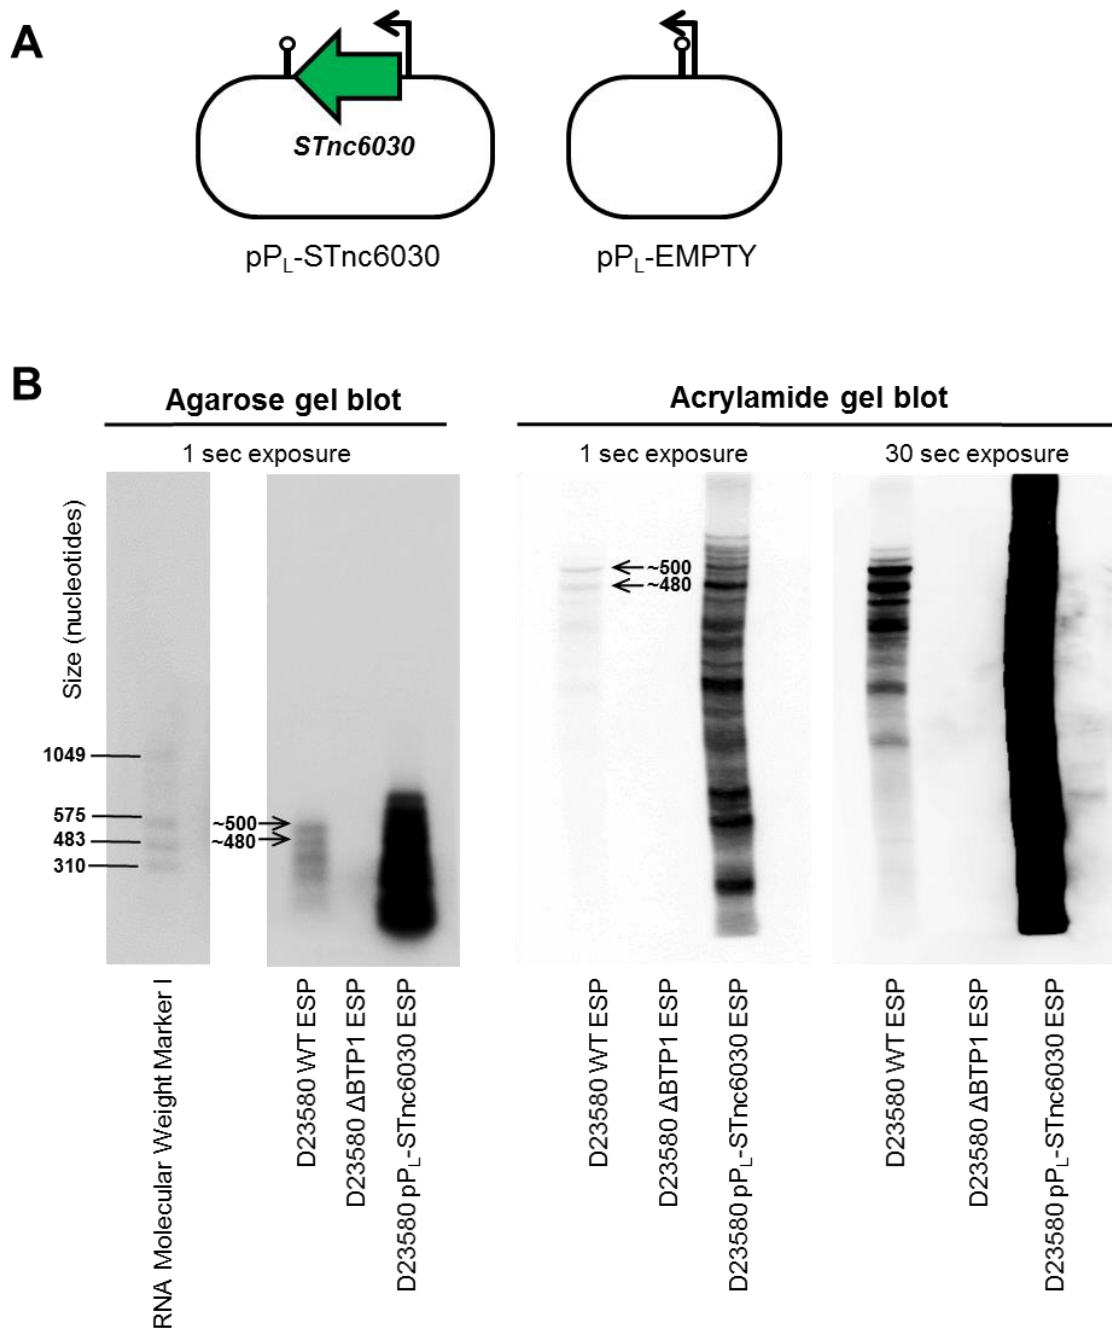 A
STnc6030
pPL-STnc6030
pPL-EMPTY
B
Agarose gel blot
Acrylamide gel blot
1 sec exposure
1 sec exposure
30 sec exposure
Size (nucleotides)
1049
575
483
310
~500
~480
~500
~480
RNA Molecular Weight Marker I
D23580 WT ESP
D23580 ΔBTP1 ESP
D23580 pPL-STnc6030 ESP
D23580 WT ESP
D23580 ΔBTP1 ESP
D23580 pPL-STnc6030 ESP
D23580 WT ESP
D23580 ΔBTP1 ESP
D23580 pPL-STnc6030 ESP